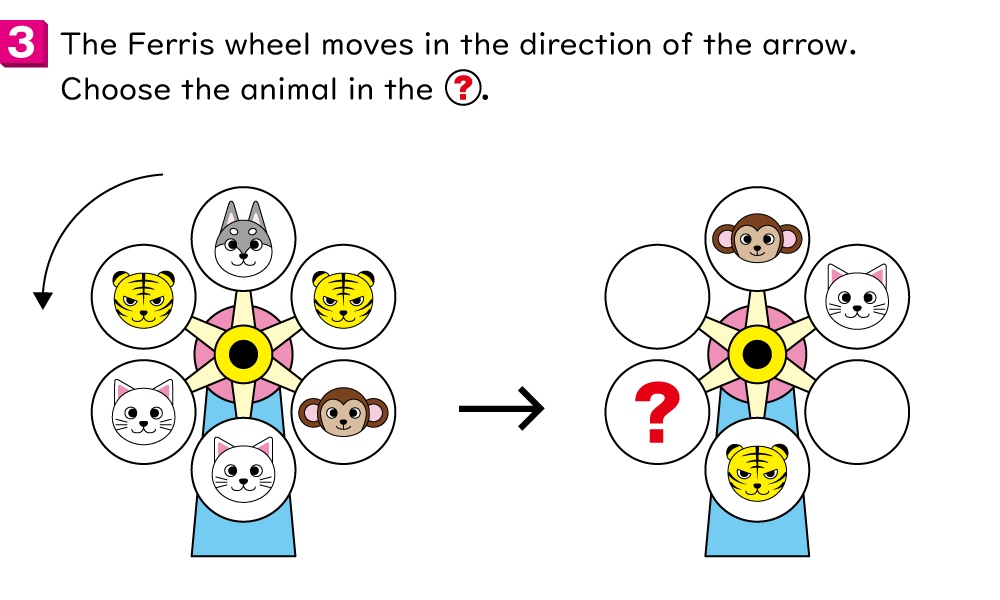 3 The Ferris wheel moves in the direction of the arrow.
Choose the animal in the ?.
?